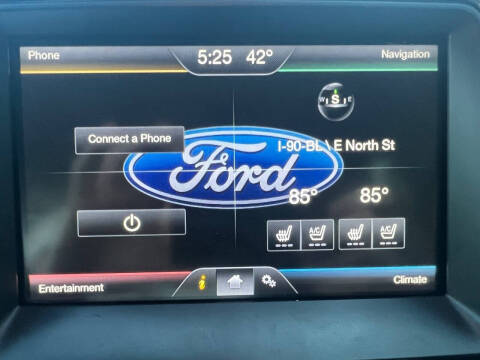 Phone 5:25 42° Navigation
W S E
Connect a Phone
I-90-BL \ E North St
Ford
85° 85°
A/C A/C
Entertainment i Climate